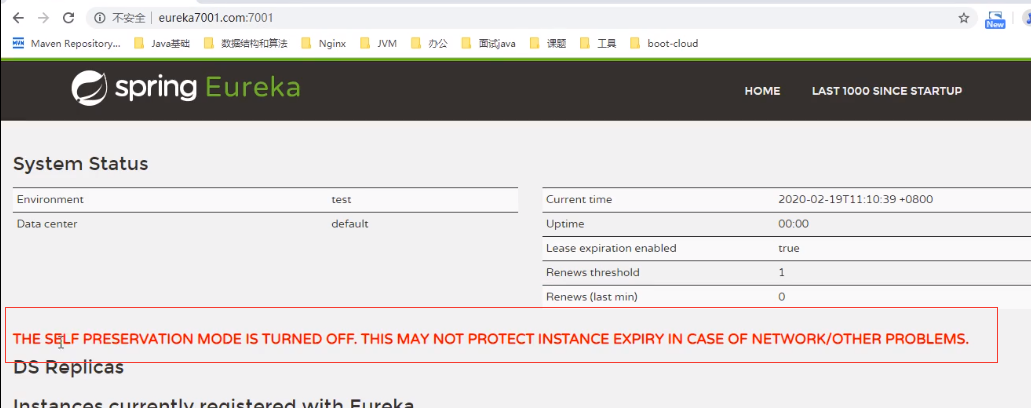 不安全 | eureka7001.com:7001
New
Maven Repository... Java基础 数据结构和算法 Nginx JVM 办公 面试java 课题 工具 boot-cloud
spring Eureka
HOME LAST 1000 SINCE STARTUP
System Status
Environment test
Data center default
Current time 2020-02-19T11:10:39 +0800
Uptime 00:00
Lease expiration enabled true
Renews threshold 1
Renews (last min) 0
THE SELF PRESERVATION MODE IS TURNED OFF. THIS MAY NOT PROTECT INSTANCE EXPIRY IN CASE OF NETWORK/OTHER PROBLEMS.
DS Replicas
Instances currently registered with Eureka